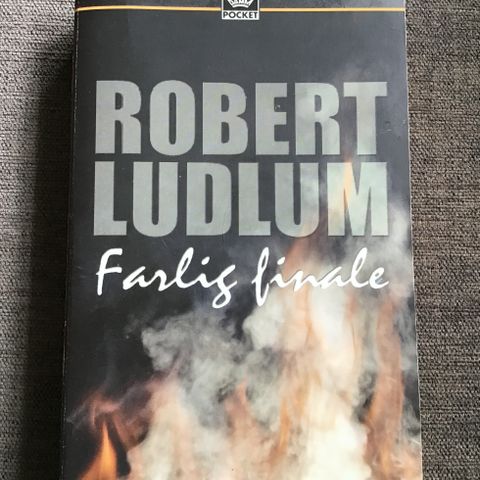 POCKET
ROBERT
LUDLUM
Farlig finale